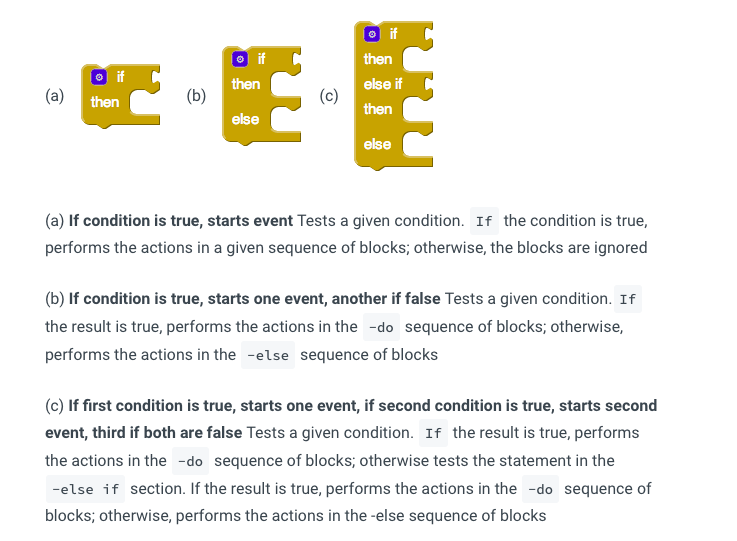 (a) if
then
(b) if
then
else
(c) if
then
else if
then
else
(a) If condition is true, starts event Tests a given condition. If the condition is true,
performs the actions in a given sequence of blocks; otherwise, the blocks are ignored
(b) If condition is true, starts one event, another if false Tests a given condition. If
the result is true, performs the actions in the -do sequence of blocks; otherwise,
performs the actions in the -else sequence of blocks
(c) If first condition is true, starts one event, if second condition is true, starts second
event, third if both are false Tests a given condition. If the result is true, performs
the actions in the -do sequence of blocks; otherwise tests the statement in the
-else if section. If the result is true, performs the actions in the -do sequence of
blocks; otherwise, performs the actions in the -else sequence of blocks